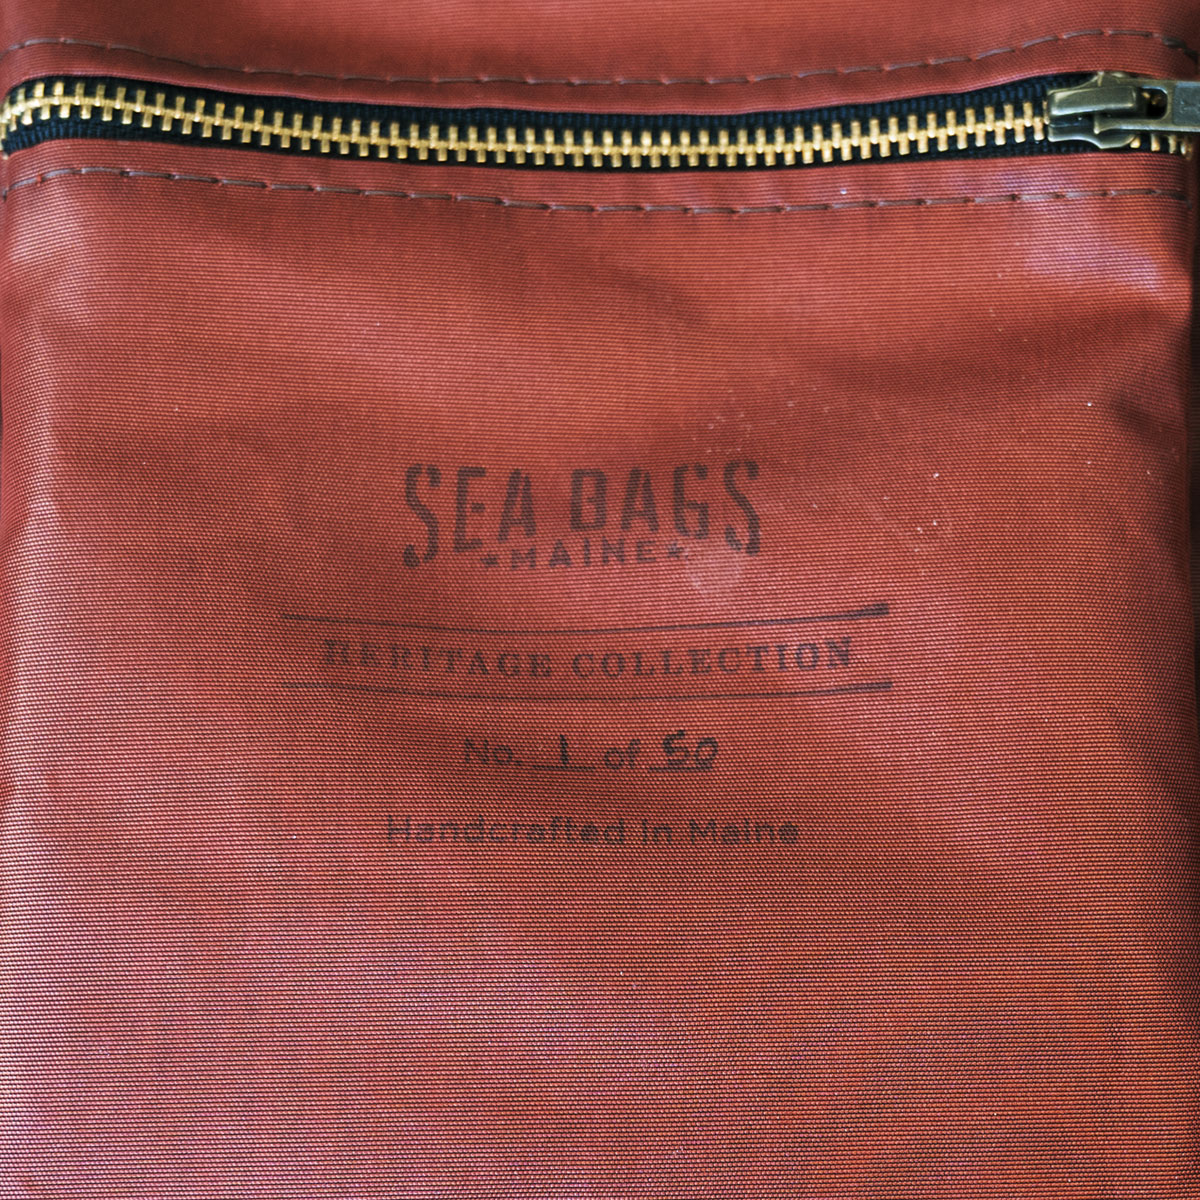 SEA BAGS
★MAINE★
HERITAGE COLLECTION
No. 1 of 50
Handcrafted in Maine